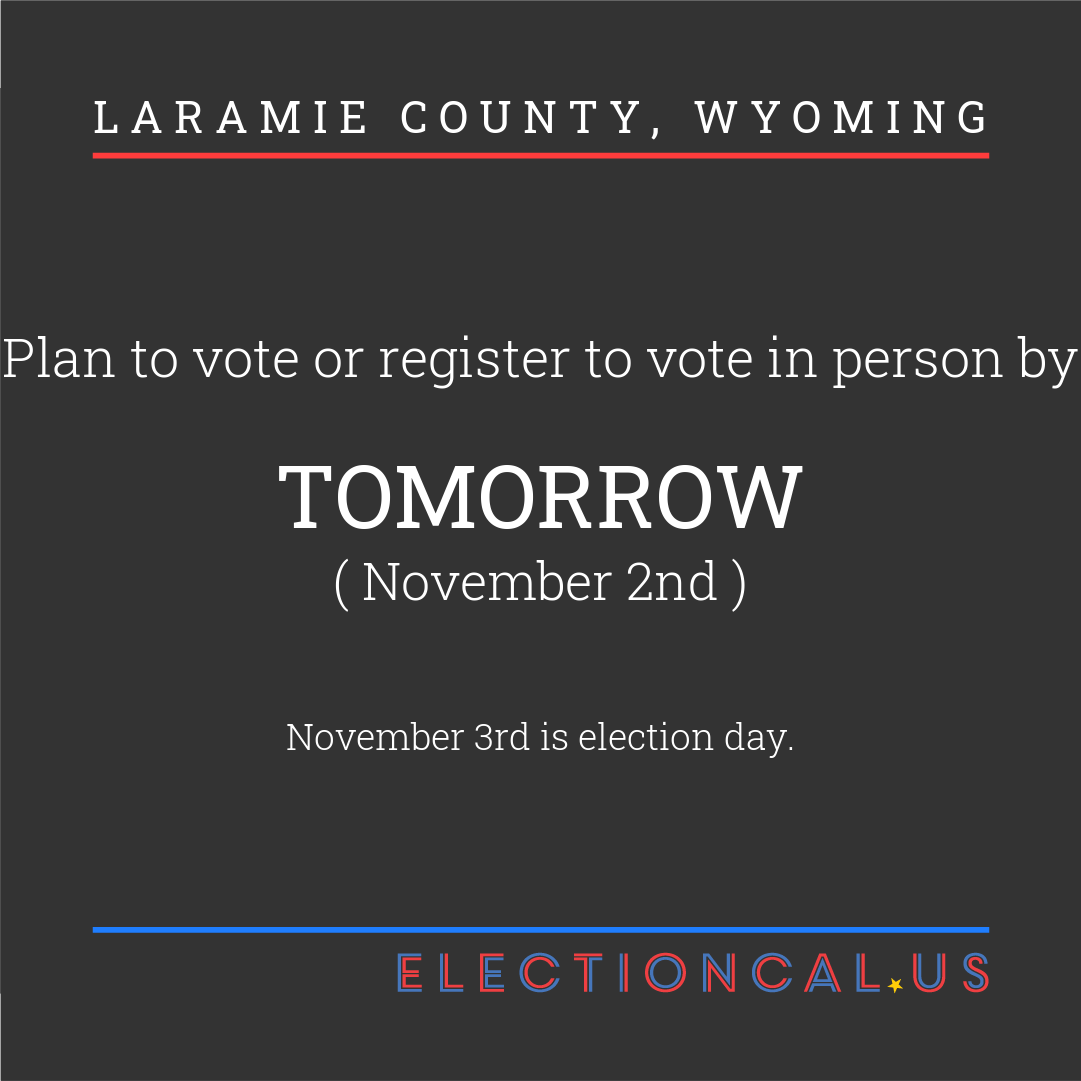 LARAMIE COUNTY, WYOMING
Plan to vote or register to vote in person by
TOMORROW
( November 2nd )
November 3rd is election day.
ELECTIONCAL.US